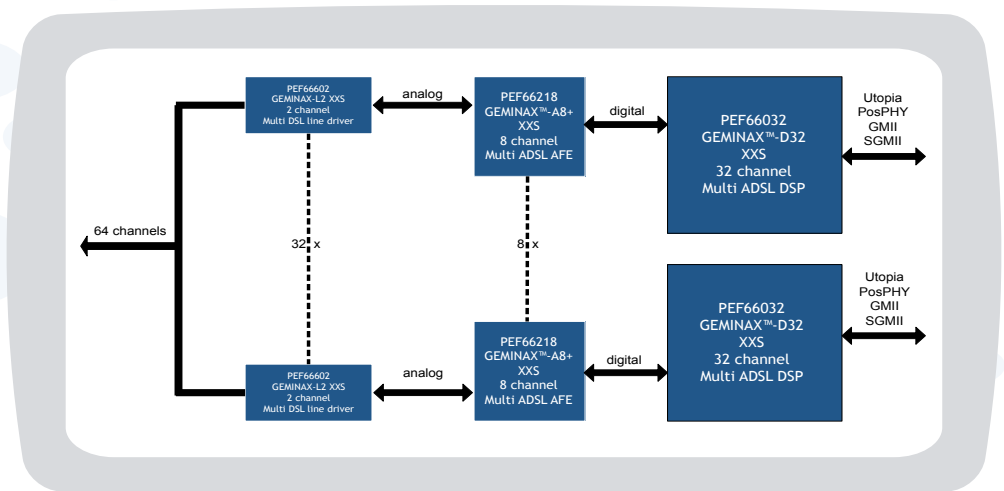 PEF66602
GEMINAX-L2 XXS
2 channel
Multi DSL line driver
analog
PEF66218
GEMINAX™-A8+
XXS
8 channel
Multi ADSL AFE
digital
PEF66032
GEMINAX™-D32
XXS
32 channel
Multi ADSL DSP
Utopia
PosPHY
GMII
SGMII
64 channels
32 x
8 x
PEF66602
GEMINAX-L2 XXS
2 channel
Multi DSL line driver
analog
PEF66218
GEMINAX™-A8+
XXS
8 channel
Multi ADSL AFE
digital
PEF66032
GEMINAX™-D32
XXS
32 channel
Multi ADSL DSP
Utopia
PosPHY
GMII
SGMII